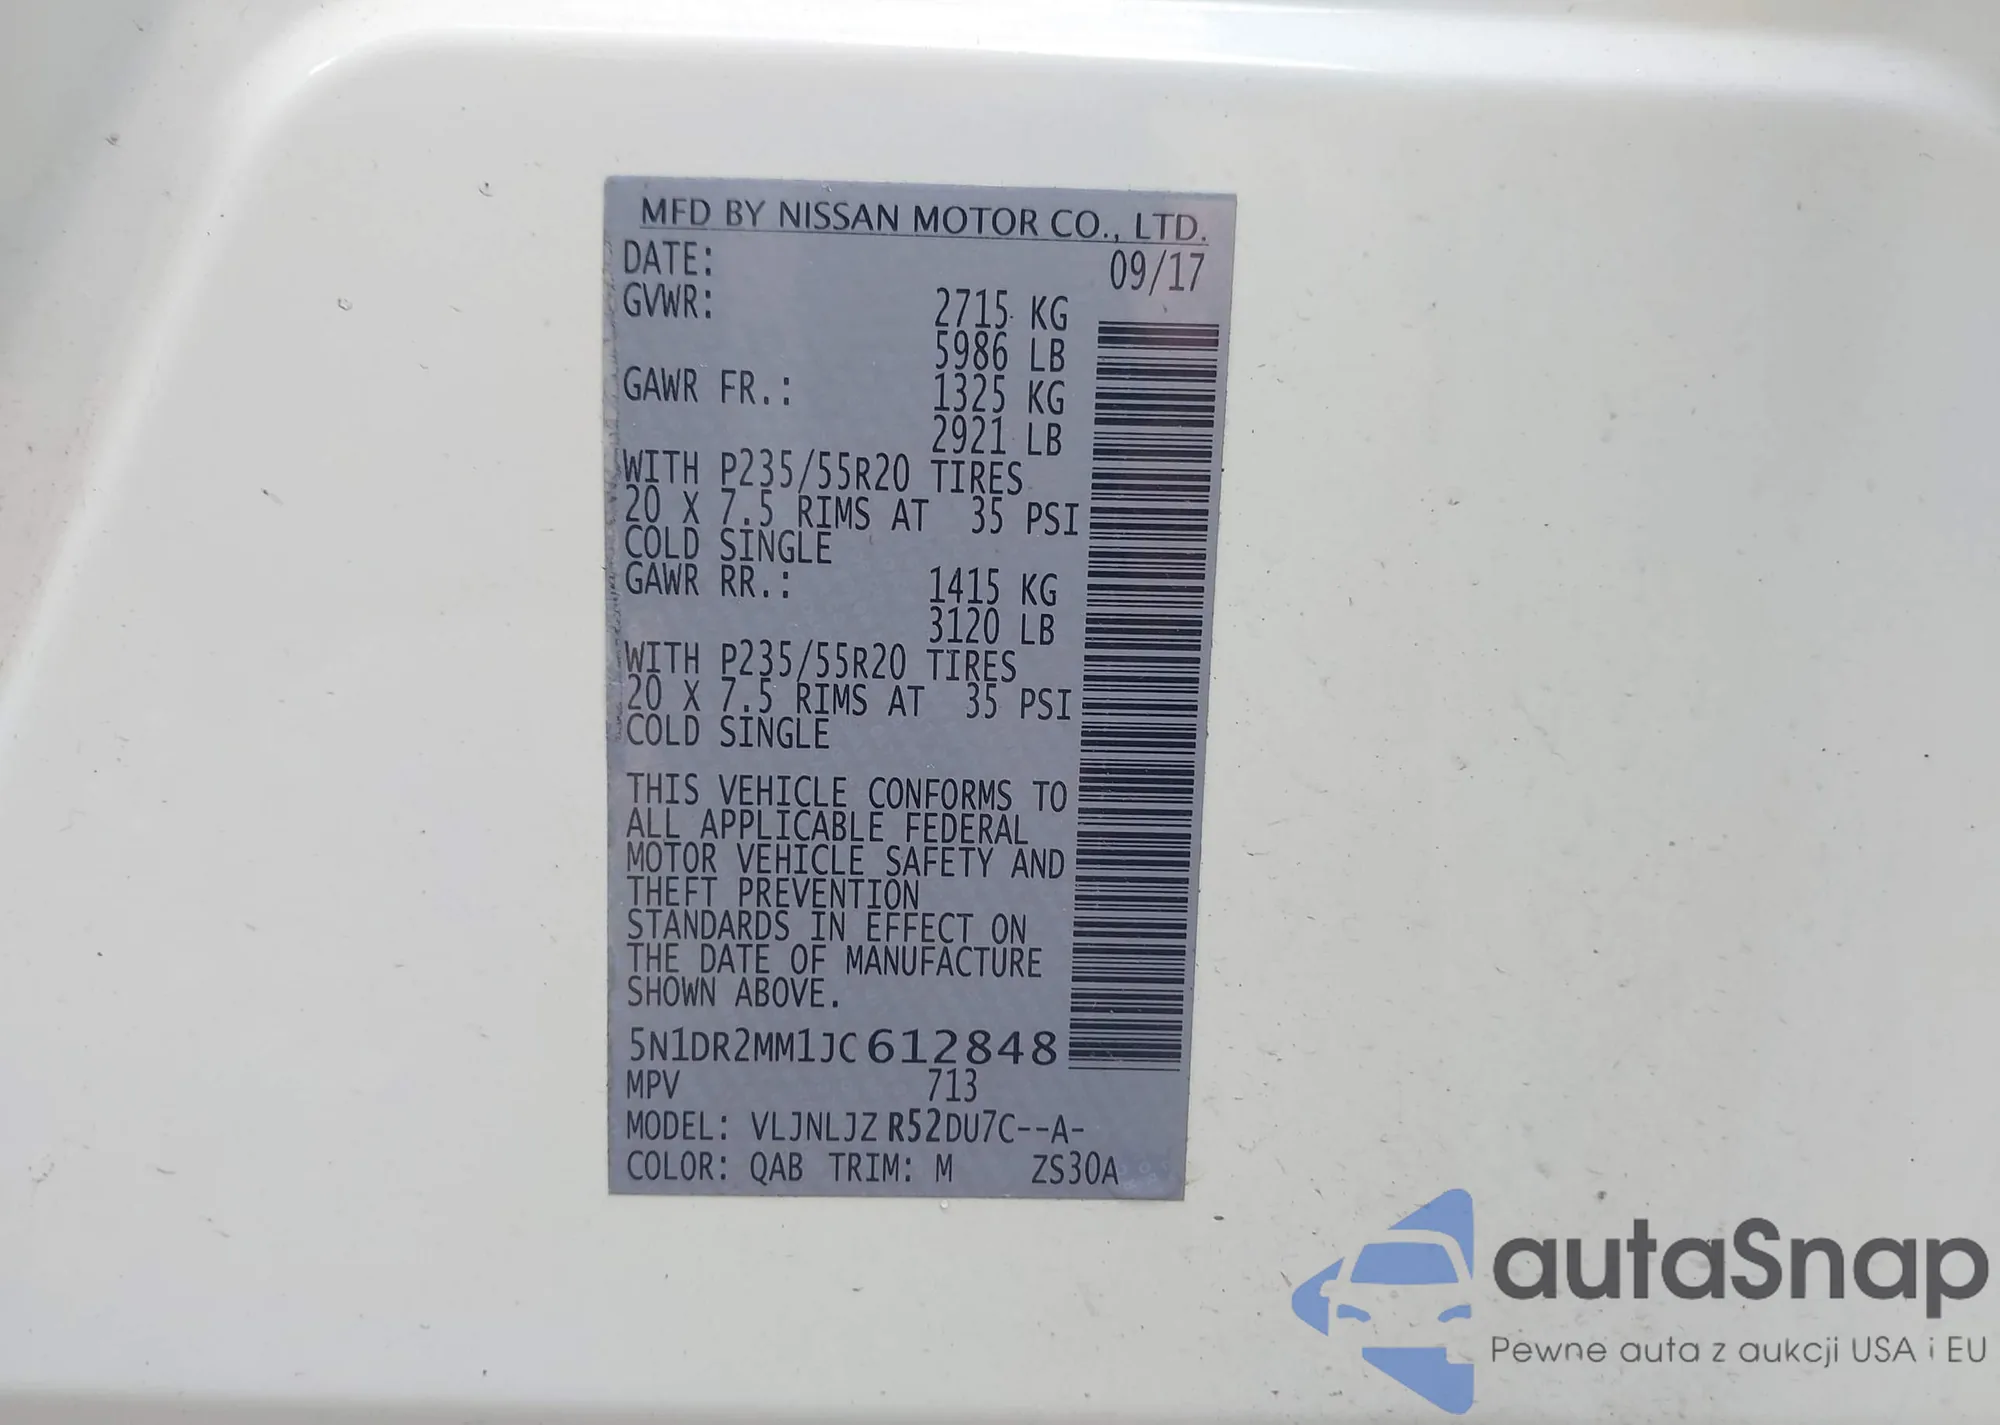 MFD BY NISSAN MOTOR CO., LTD.
DATE: 09/17
GVWR: 2715 KG
5986 LB
GAWR FR.: 1325 KG
2921 LB
WITH P235/55R20 TIRES
20 X 7.5 RIMS AT 35 PSI
COLD SINGLE
GAWR RR.: 1415 KG
3120 LB
WITH P235/55R20 TIRES
20 X 7.5 RIMS AT 35 PSI
COLD SINGLE
THIS VEHICLE CONFORMS TO
ALL APPLICABLE FEDERAL
MOTOR VEHICLE SAFETY AND
THEFT PREVENTION
STANDARDS IN EFFECT ON
THE DATE OF MANUFACTURE
SHOWN ABOVE.
5N1DR2MM1JC612848
MPV 713
MODEL: VLJNLJZ R52DU7C--A-
COLOR: QAB TRIM: M ZS30A
autaSnap
Pewne auta z aukcji USA i EU